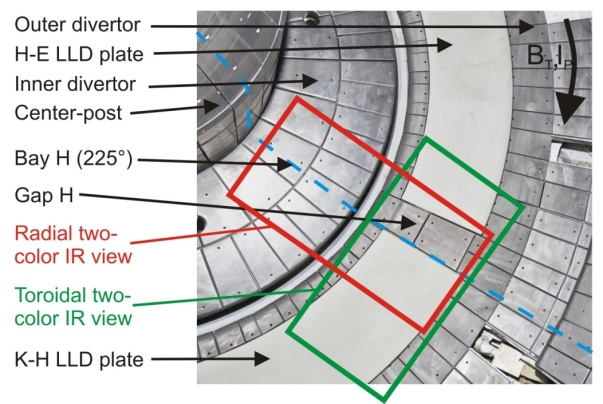 Outer divertor
H-E LLD plate
Inner divertor
Center-post
Bay H (225°)
Gap H
Radial two-
color IR view
Toroidal two-
color IR view
K-H LLD plate
BT,IP